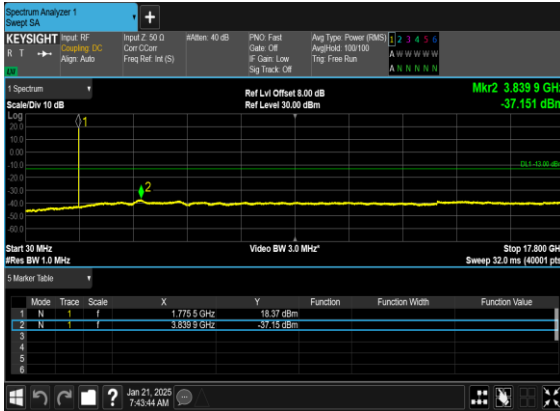 Spectrum Analyzer 1
Swept SA
+
KEYSIGHT Input: RF Input Z: 50 Ω #Atten: 40 dB PNO: Fast Avg Type: Power (RMS) 1 2 3 4 5 6
R T Coupling: DC Corr CCorr Gate: Off Avg|Hold: 100/100 A W W W W W
Align: Auto Freq Ref: Int (S) IF Gain: Low Trig: Free Run
LXI Sig Track: Off A N N N N N
1 Spectrum Ref Lvl Offset 8.00 dB Mkr2 3.839 9 GHz
Scale/Div 10 dB Ref Level 30.00 dBm -37.151 dBm
Log
20.0
10.0
0.00
-10.0
-20.0
-30.0
-40.0
-50.0
-60.0
1
2
DL1 -13.00 dBm
Start 30 MHz Video BW 3.0 MHz* Stop 17.800 GHz
#Res BW 1.0 MHz Sweep 32.0 ms (40001 pts)
5 Marker Table
Mode Trace Scale X Y Function Function Width Function Value
1 N 1 f 1.775 5 GHz 18.37 dBm
2 N 1 f 3.839 9 GHz -37.15 dBm
3
4
5
6
? Jan 21, 2025
7:43:44 AM